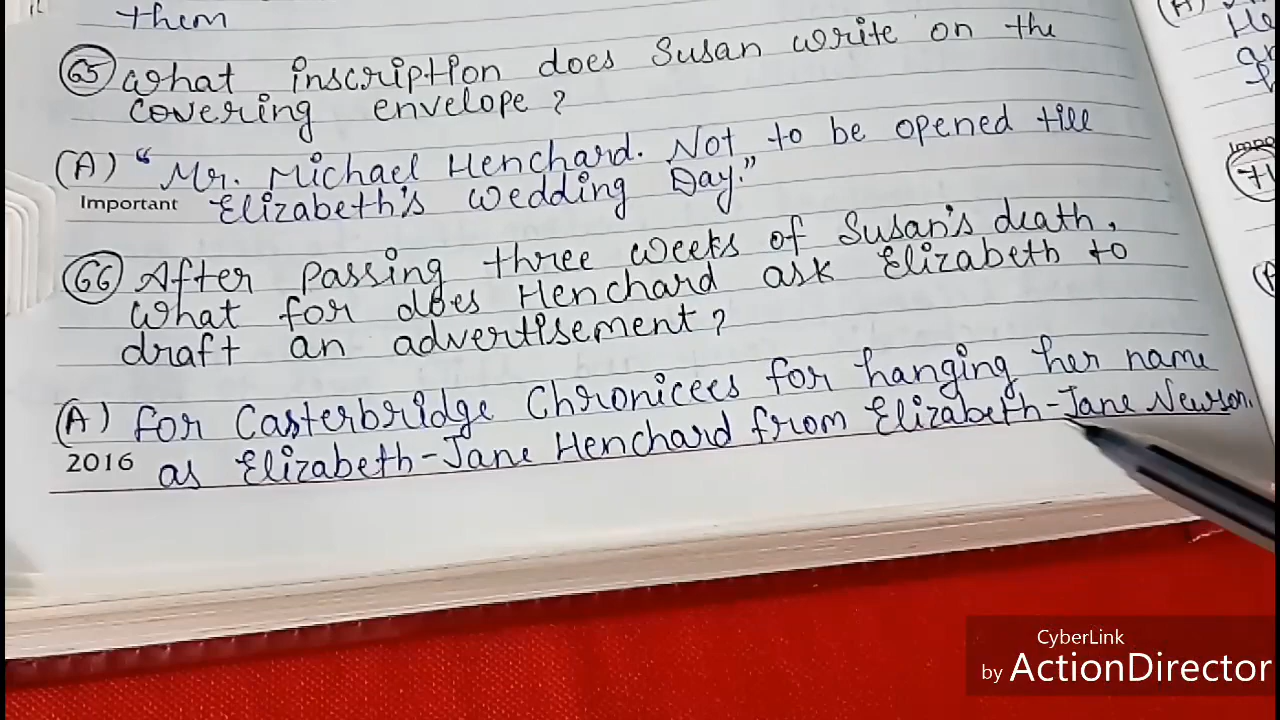 them
65 What inscription does Susan write on the
covering envelope?
(A) "Mr. Michael Henchard. Not to be opened till
Important Elizabeth's Wedding Day."
66 After passing three weeks of Susan's death,
what for does Henchard ask Elizabeth to
draft an advertisement?
(A) For Casterbridge Chronicees for hanging her name
2016 as Elizabeth-Jane Henchard from Elizabeth-Jane Newson.
CyberLink
by ActionDirector